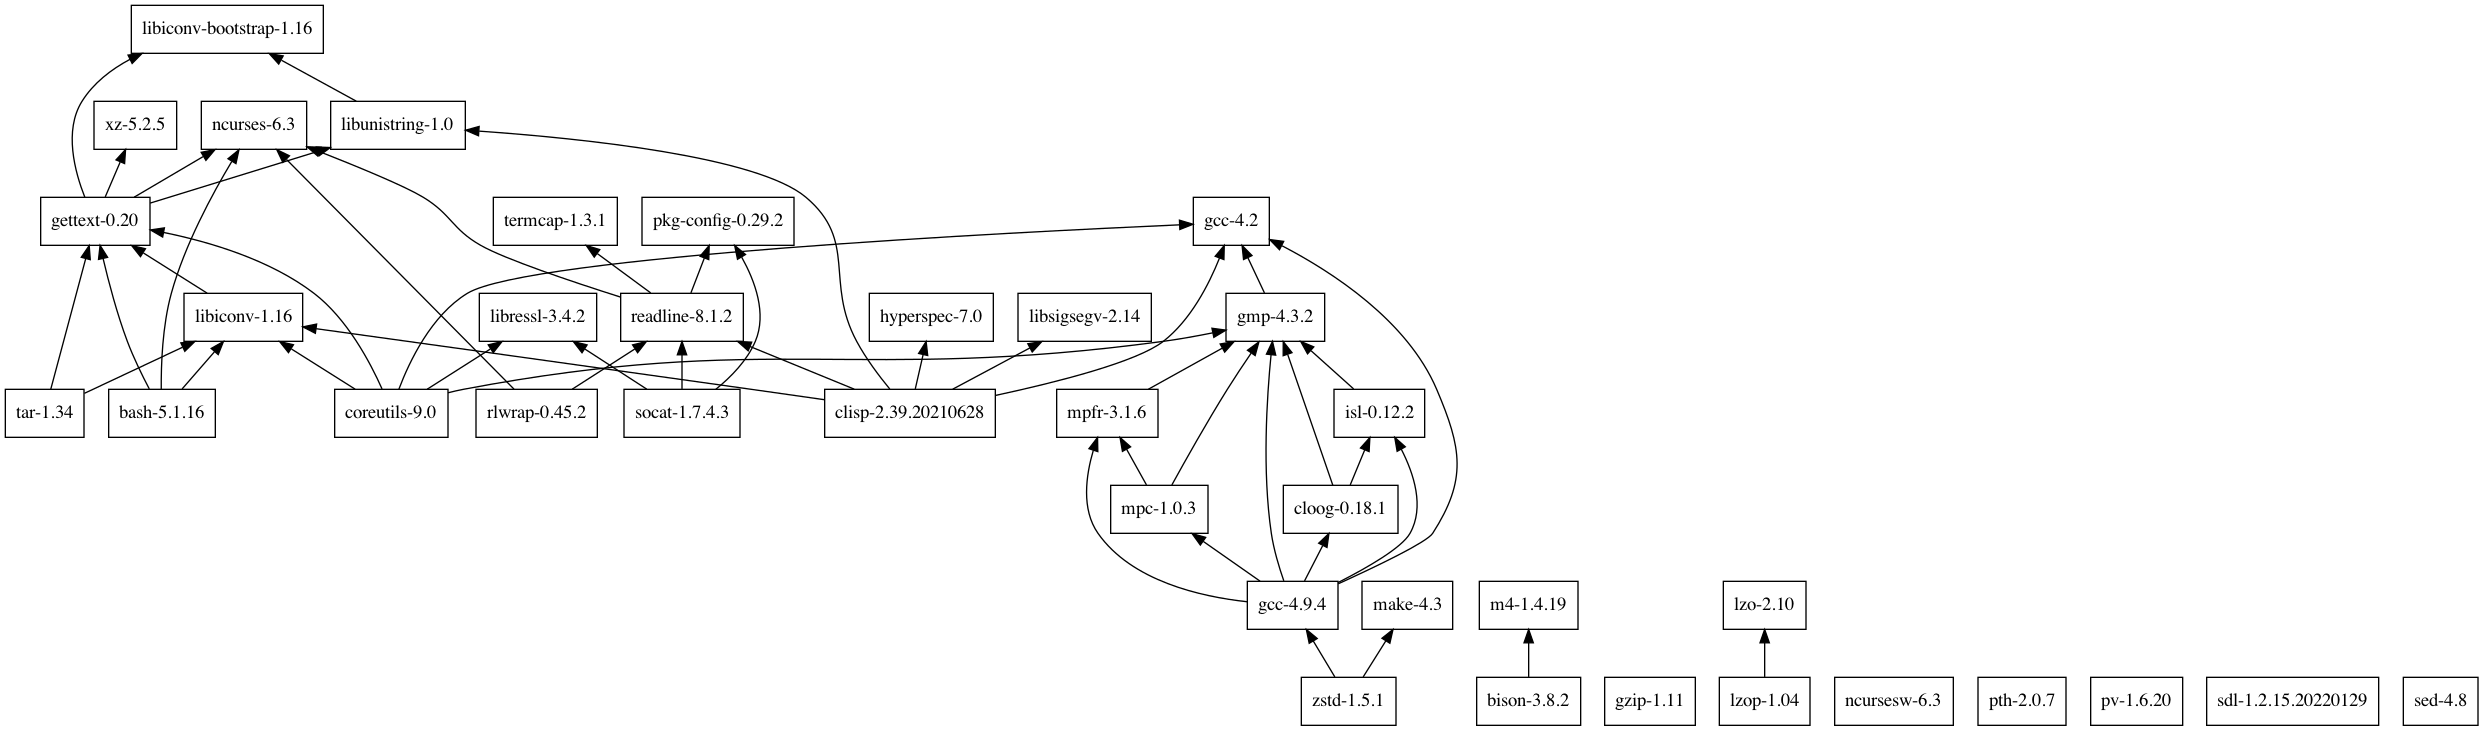 libiconv-bootstrap-1.16
xz-5.2.5
ncurses-6.3
libunistring-1.0
gettext-0.20
termcap-1.3.1
pkg-config-0.29.2
gcc-4.2
libiconv-1.16
libressl-3.4.2
readline-8.1.2
hyperspec-7.0
libsigsegv-2.14
gmp-4.3.2
tar-1.34
bash-5.1.16
coreutils-9.0
rlwrap-0.45.2
socat-1.7.4.3
clisp-2.39.20210628
mpfr-3.1.6
isl-0.12.2
mpc-1.0.3
cloog-0.18.1
gcc-4.9.4
make-4.3
m4-1.4.19
lzo-2.10
zstd-1.5.1
bison-3.8.2
gzip-1.11
lzop-1.04
ncursesw-6.3
pth-2.0.7
pv-1.6.20
sdl-1.2.15.20220129
sed-4.8